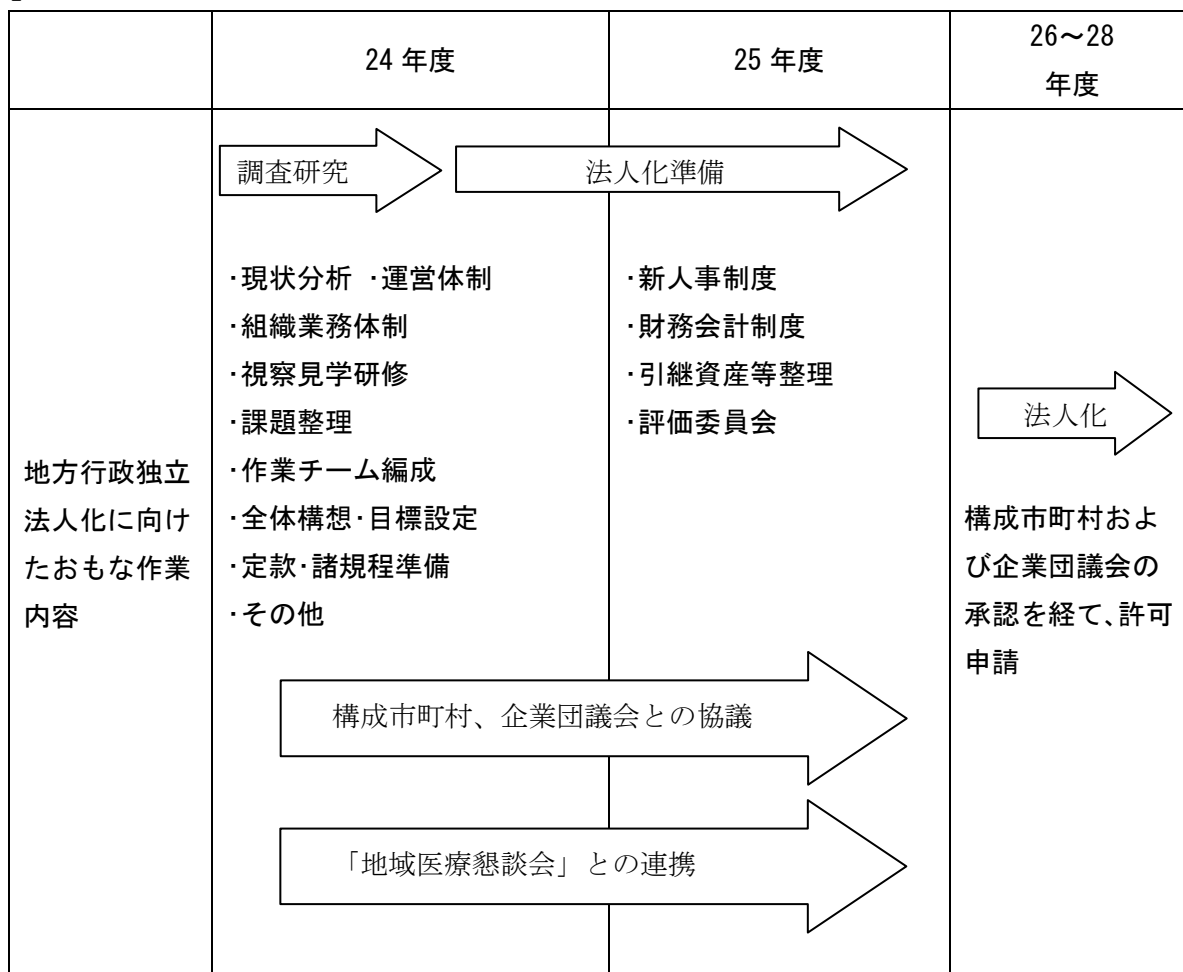 24 年度
25 年度
26～28
年度
調査研究
法人化準備
・現状分析 ・運営体制
・組織業務体制
・視察見学研修
・課題整理
・作業チーム編成
・全体構想・目標設定
・定款・諸規程準備
・その他
・新人事制度
・財務会計制度
・引継資産等整理
・評価委員会
法人化
地方行政独立
法人化に向け
たおもな作業
内容
構成市町村およ
び企業団議会の
承認を経て、許可
申請
構成市町村、企業団議会との協議
「地域医療懇談会」との連携